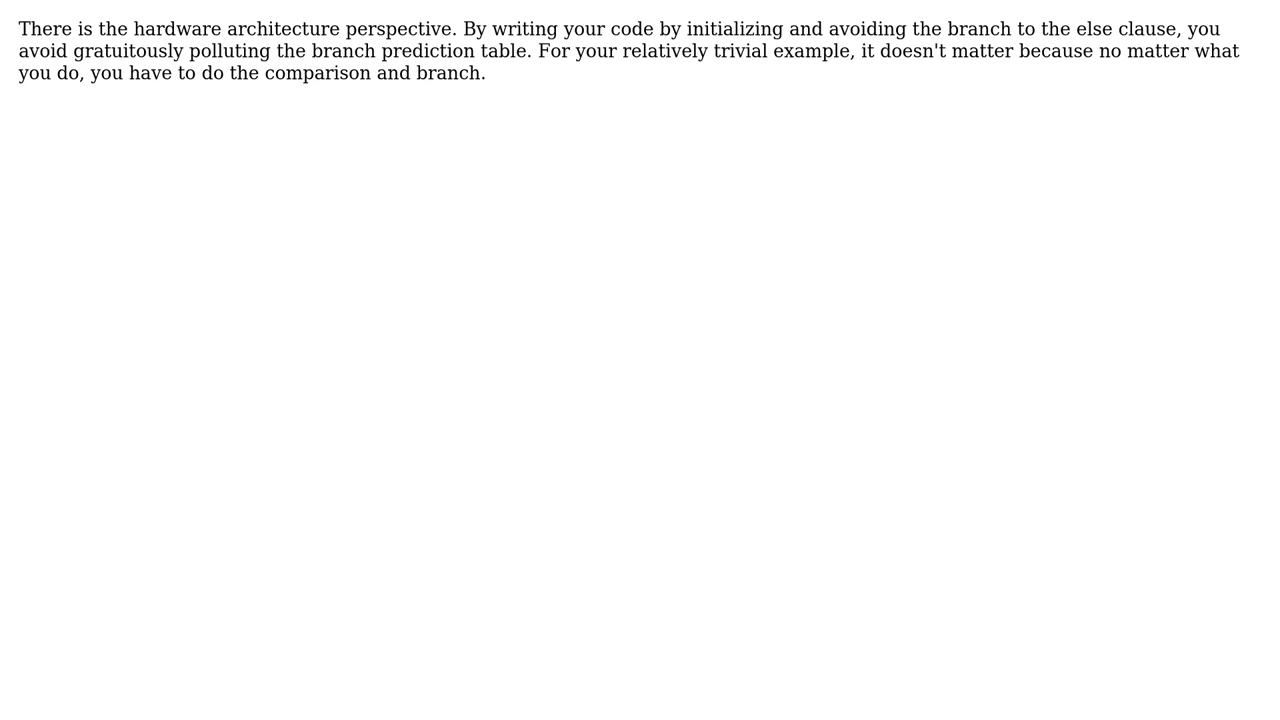 There is the hardware architecture perspective. By writing your code by initializing and avoiding the branch to the else clause, you
avoid gratuitously polluting the branch prediction table. For your relatively trivial example, it doesn't matter because no matter what
you do, you have to do the comparison and branch.